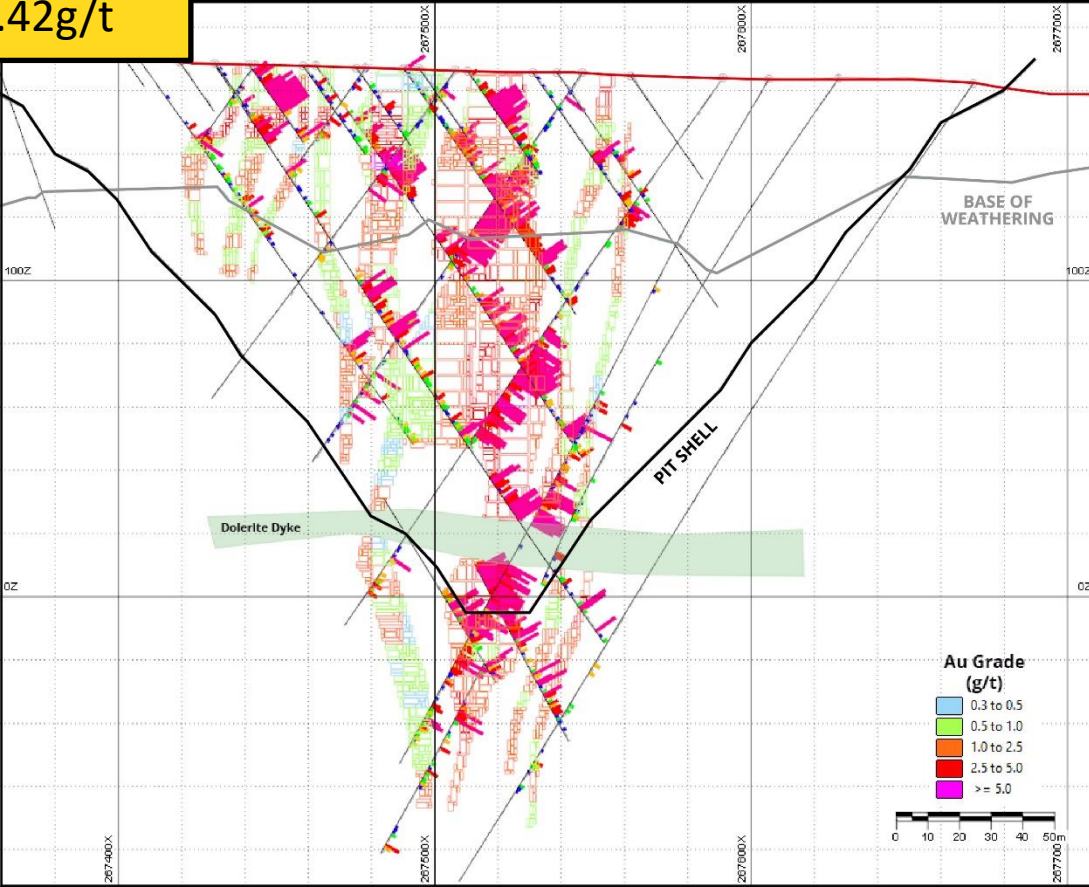 .42g/t
267500X
267600X
267700X
BASE OF
WEATHERING
100Z
100Z
PIT SHELL
Dolerite Dyke
0Z
0Z
Au Grade
(g/t)
0.3 to 0.5
0.5 to 1.0
1.0 to 2.5
2.5 to 5.0
>= 5.0
0 10 20 30 40 50m
267400X
267500X
267600X
267700